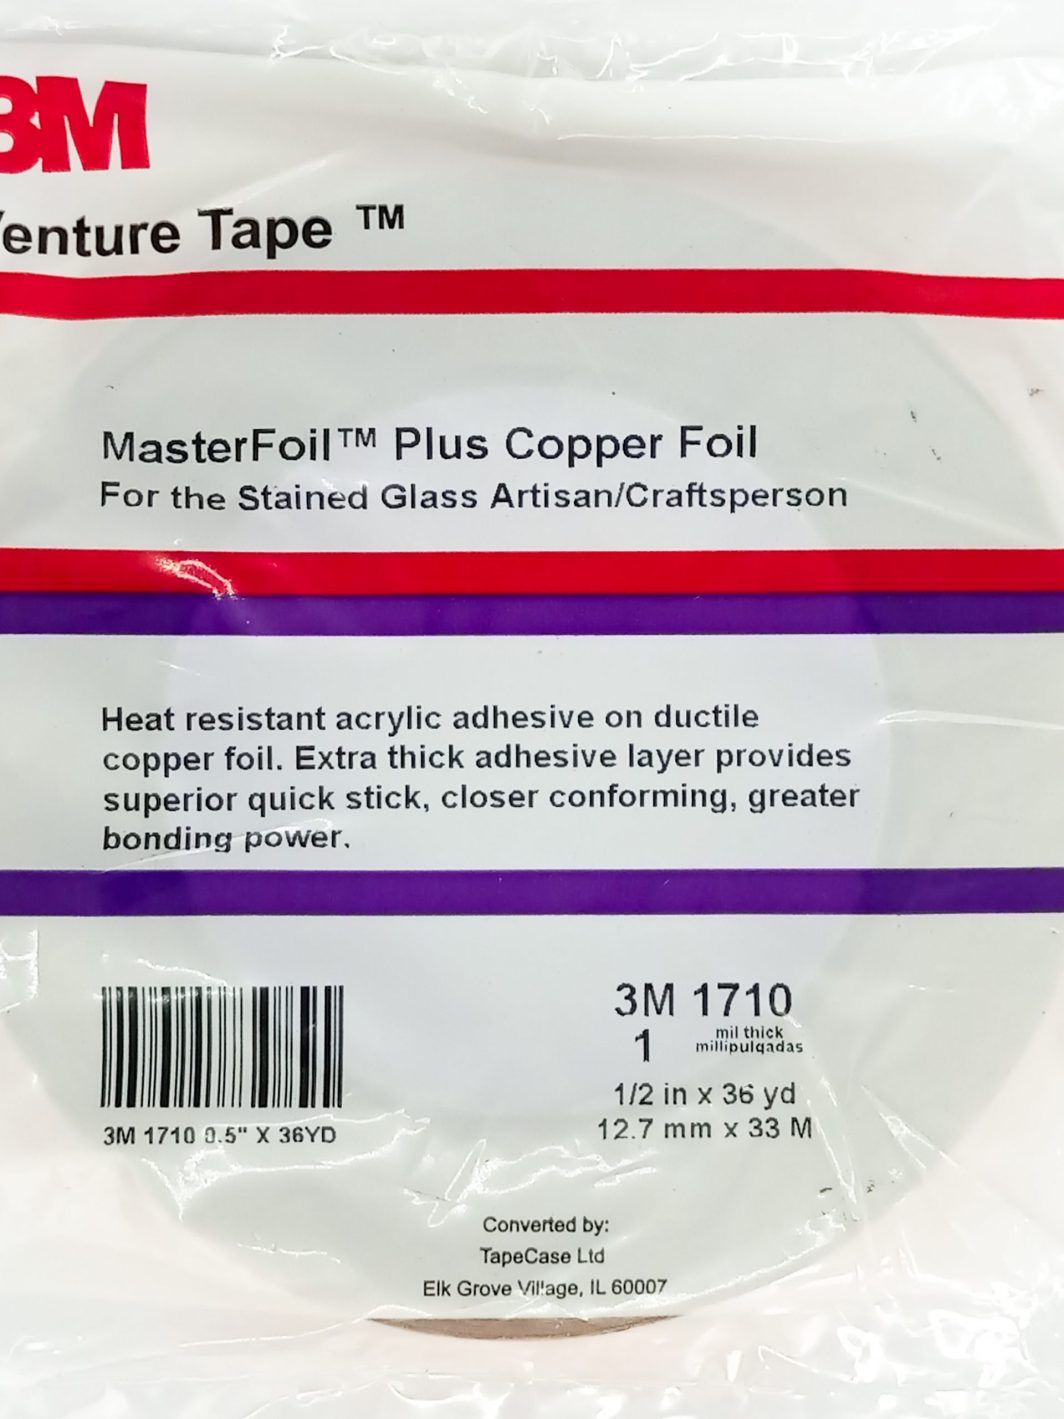 3M
Venture Tape ™
MasterFoil™ Plus Copper Foil
For the Stained Glass Artisan/Craftsperson
Heat resistant acrylic adhesive on ductile
copper foil. Extra thick adhesive layer provides
superior quick stick, closer conforming, greater
bonding power.
3M 1710
1 mil thick
millipulgadas
1/2 in x 36 yd
12.7 mm x 33 M
3M 1710 0.5" X 36YD
Converted by:
TapeCase Ltd
Elk Grove Village, IL 60007